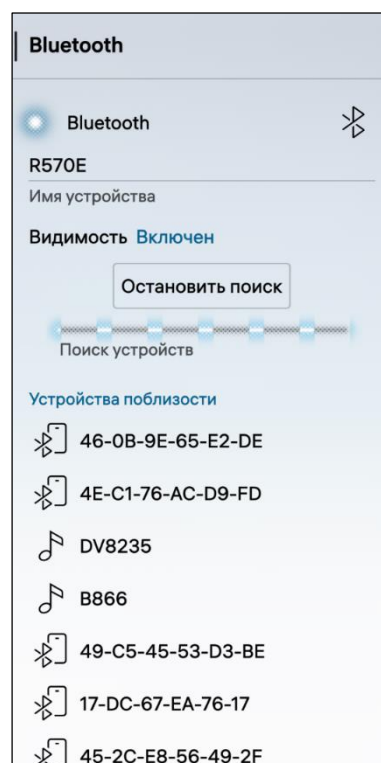 Bluetooth
Bluetooth
R570E
Имя устройства
Видимость Включен
Остановить поиск
Поиск устройств
Устройства поблизости
46-0B-9E-65-E2-DE
4E-C1-76-AC-D9-FD
DV8235
B866
49-C5-45-53-D3-BE
17-DC-67-EA-76-17
45-2C-E8-56-49-2F